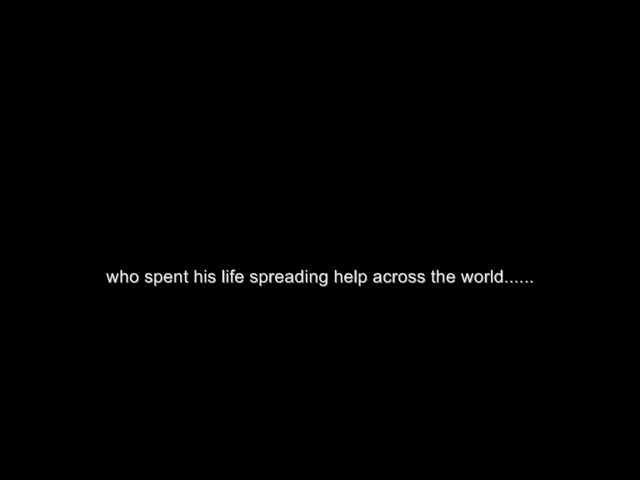 who spent his life spreading help across the world......